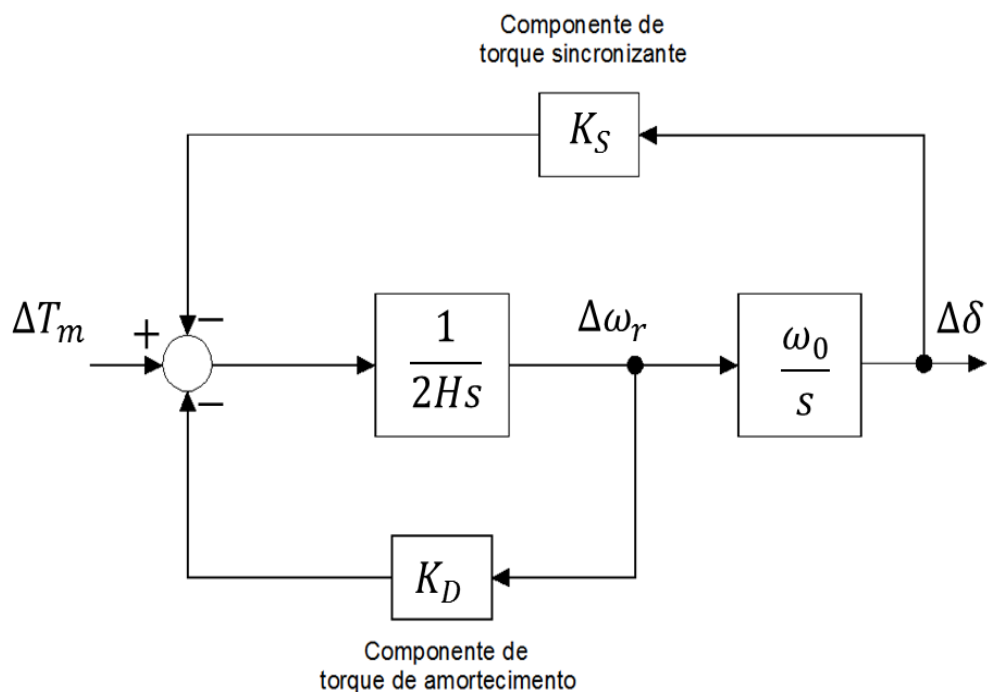 Componente de
torque sincronizante
K_S
ΔT_m
+
−
−
1
2Hs
Δω_r
ω_0
s
Δδ
K_D
Componente de
torque de amortecimento